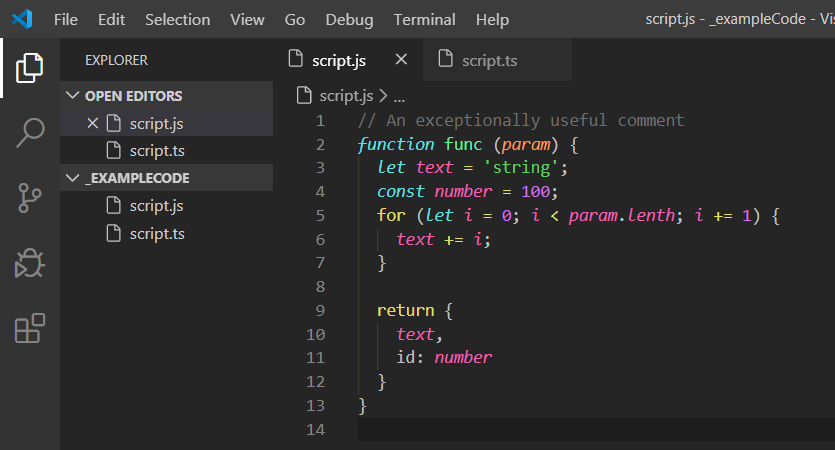 File Edit Selection View Go Debug Terminal Help script.js - _exampleCode - Vis
EXPLORER
OPEN EDITORS
script.js
script.ts
_EXAMPLECODE
script.js
script.ts
script.js script.ts
script.js > ...
1 // An exceptionally useful comment
2 function func (param) {
3 let text = 'string';
4 const number = 100;
5 for (let i = 0; i < param.lenth; i += 1) {
6 text += i;
7 }
8
9 return {
10 text,
11 id: number
12 }
13 }
14